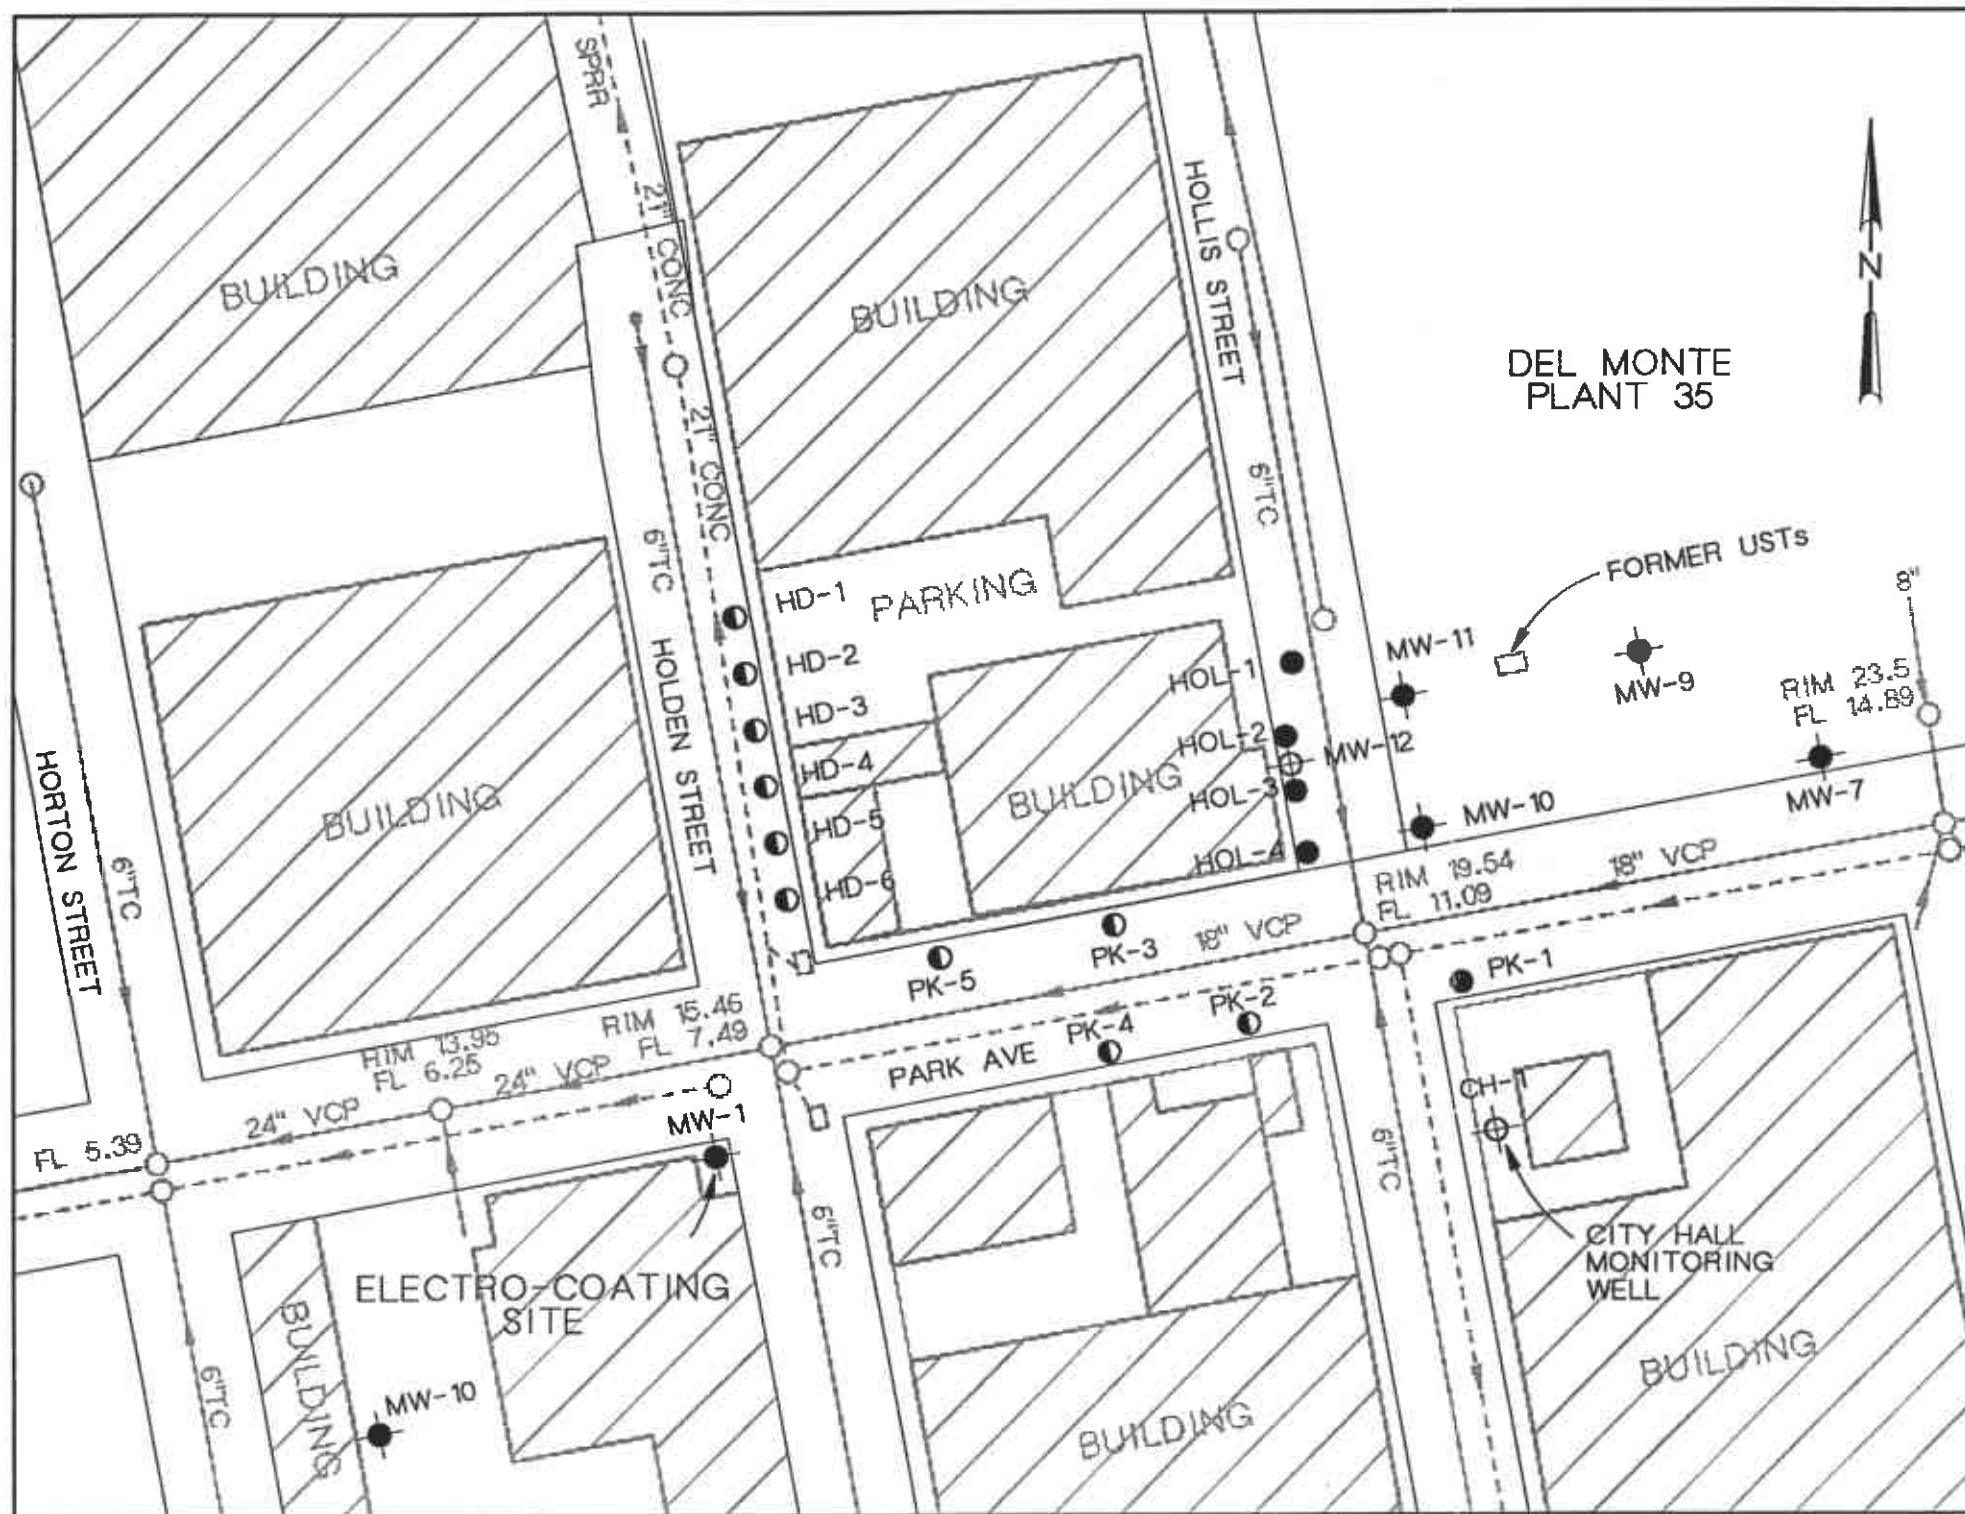 SPRR
21" CONC
BUILDING
BUILDING
HOLLIS STREET
N
DEL MONTE
PLANT 35
21" CONC
6"TC
6"TC
FORMER USTs
8"
HD-1
PARKING
HD-2
HOLDEN STREET
HOL-1
MW-11
MW-9
RIM 23.5
FL 14.89
HD-3
HOL-2
MW-12
HORTON STREET
HD-4
BUILDING
HOL-3
MW-7
BUILDING
HD-5
MW-10
6"TC
HD-6
HOL-4
RIM 19.54
FL 11.09
18" VCP
PK-3
18" VCP
PK-1
PK-5
RIM 15.46
FL 7.49
PK-2
RIM 13.95
FL 6.25
PK-4
24" VCP
PARK AVE
24" VCP
MW-1
CH-1
FL 5.39
6"TC
6"TC
CITY HALL
MONITORING
WELL
ELECTRO-COATING
SITE
BUILDING
BUILDING
6"TC
MW-10
BUILDING